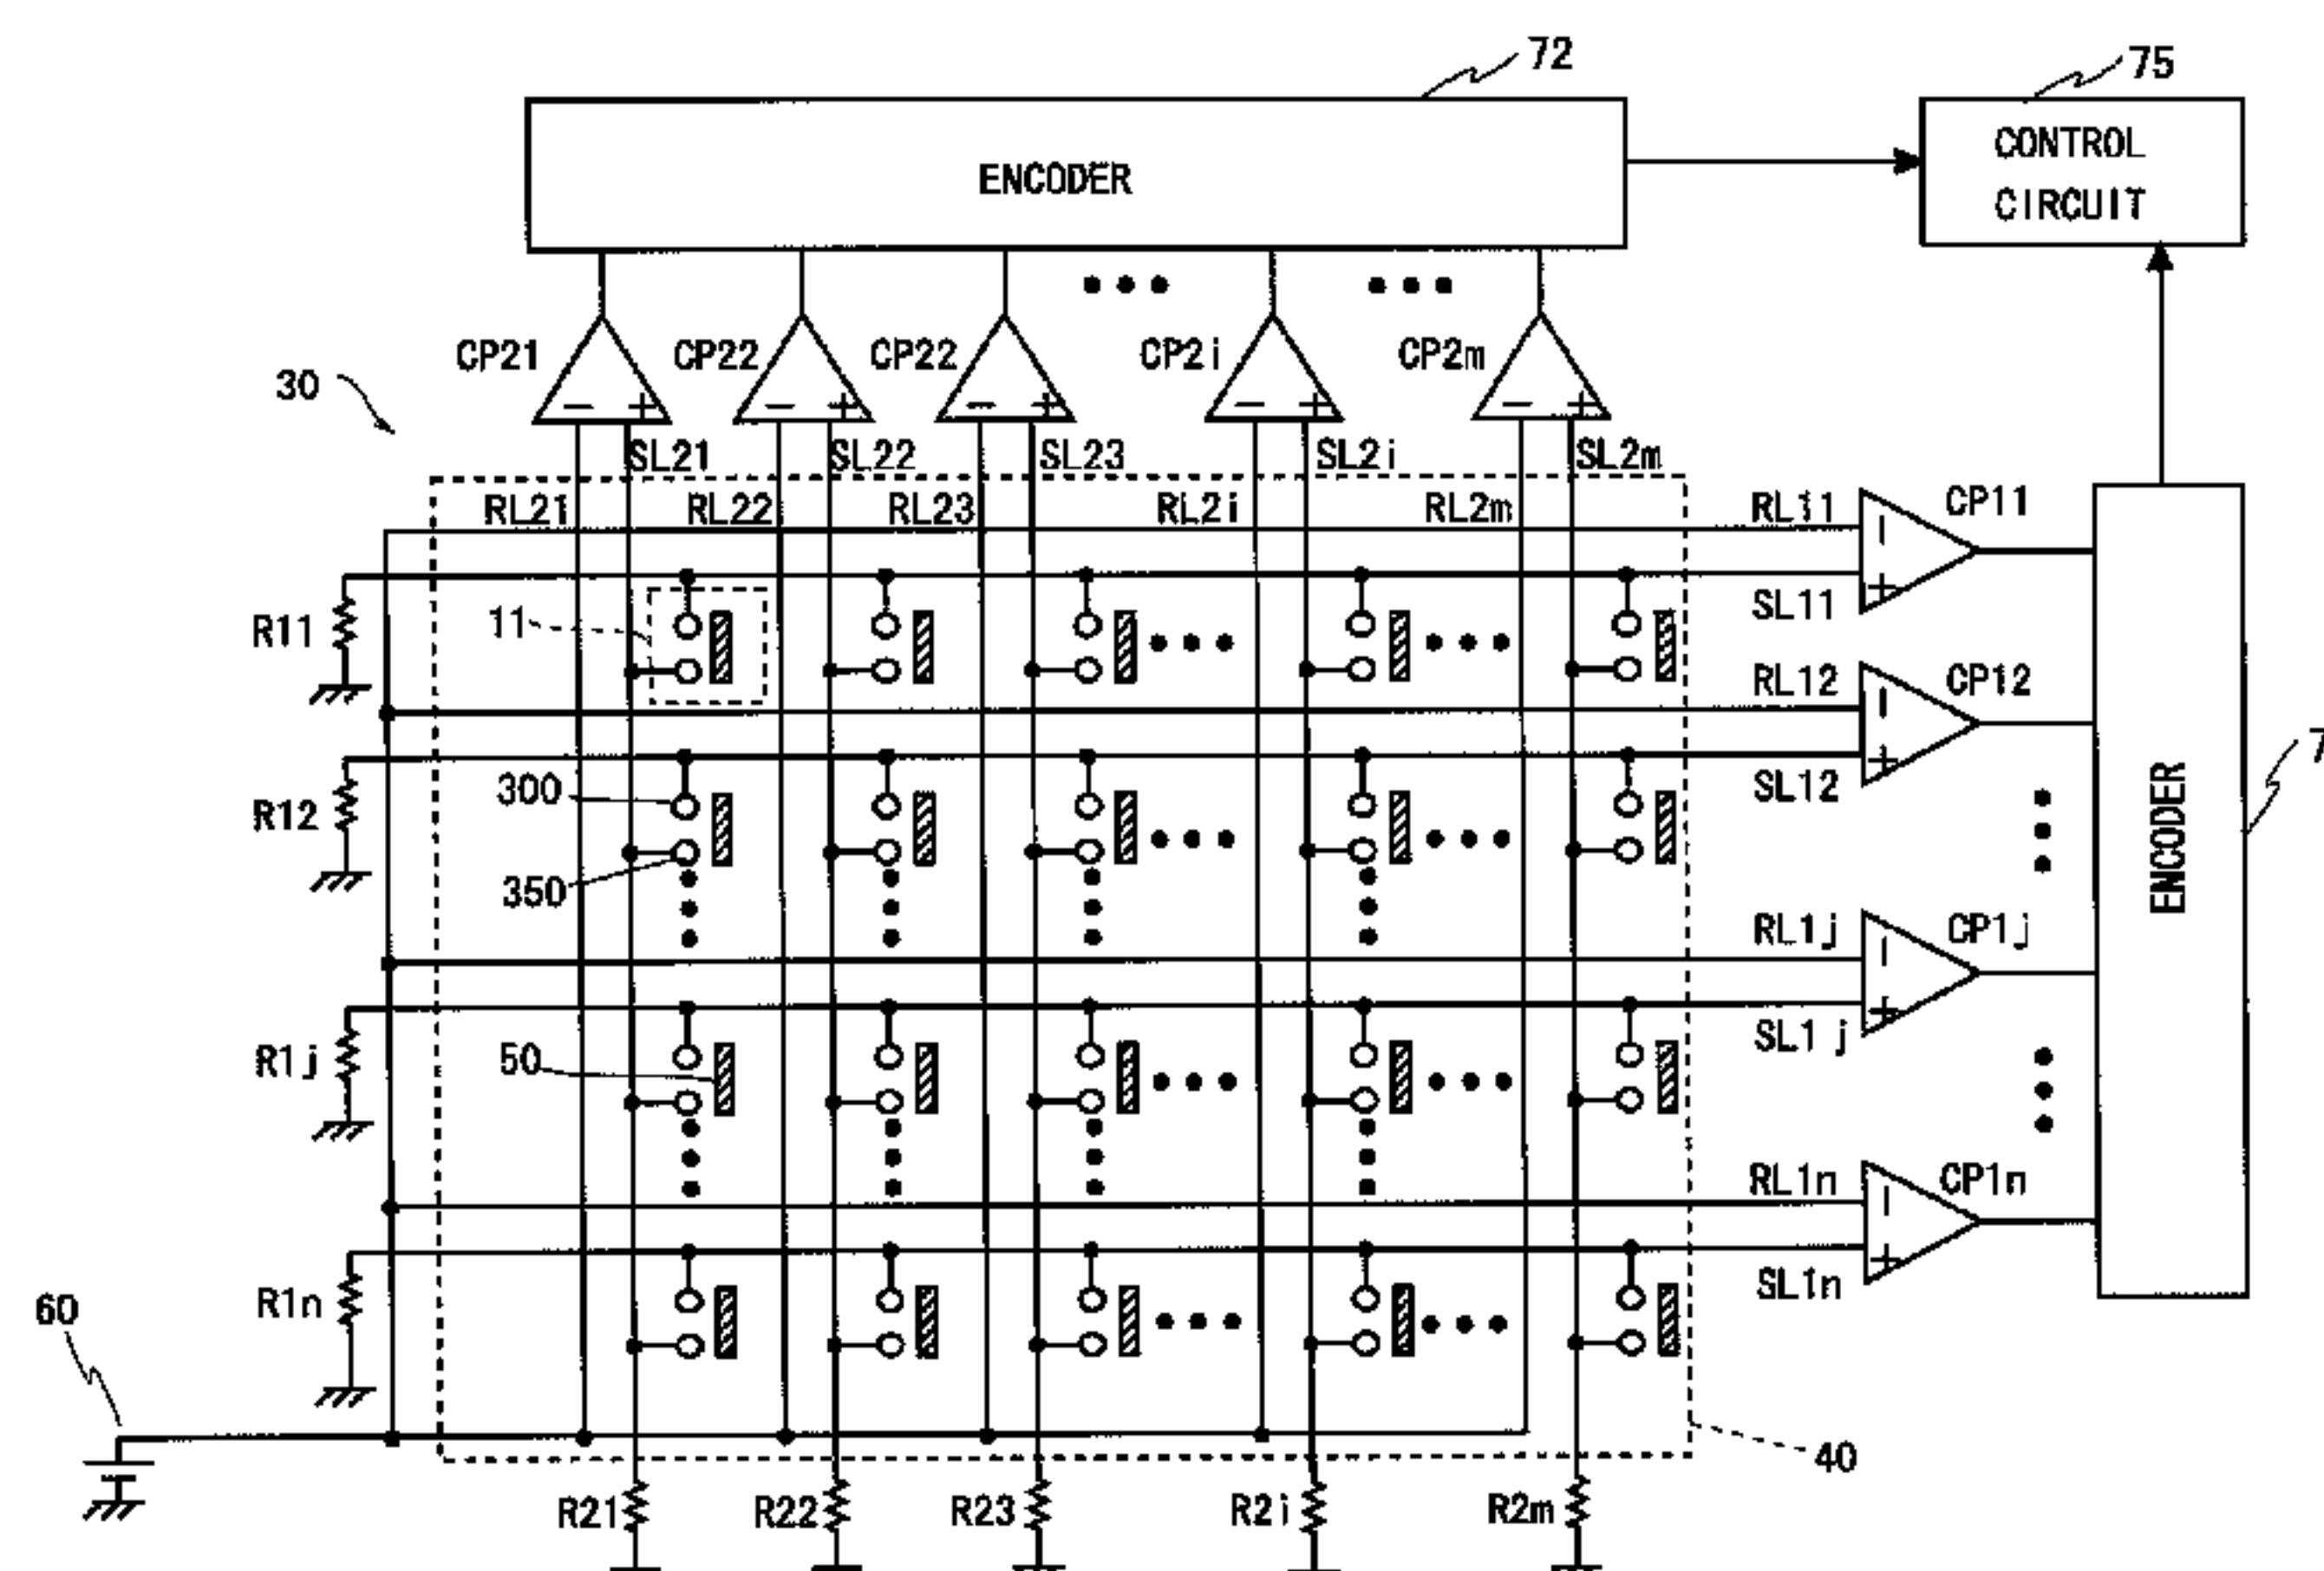 72
75
ENCODER
CONTROL
CIRCUIT
CP21 CP22 CP22 CP2i CP2m
30
SL21 SL22 SL23 SL2i SL2m
RL21 RL22 RL23 RL2i RL2m RL11 CP11
11
SL11
R11
RL12 CP12
300
SL12
R12
350
ENCODER
7
RL1j CP1j
SL1j
R1j
50
RL1n CP1n
SL1n
R1n
60
40
R21 R22 R23 R2i R2m